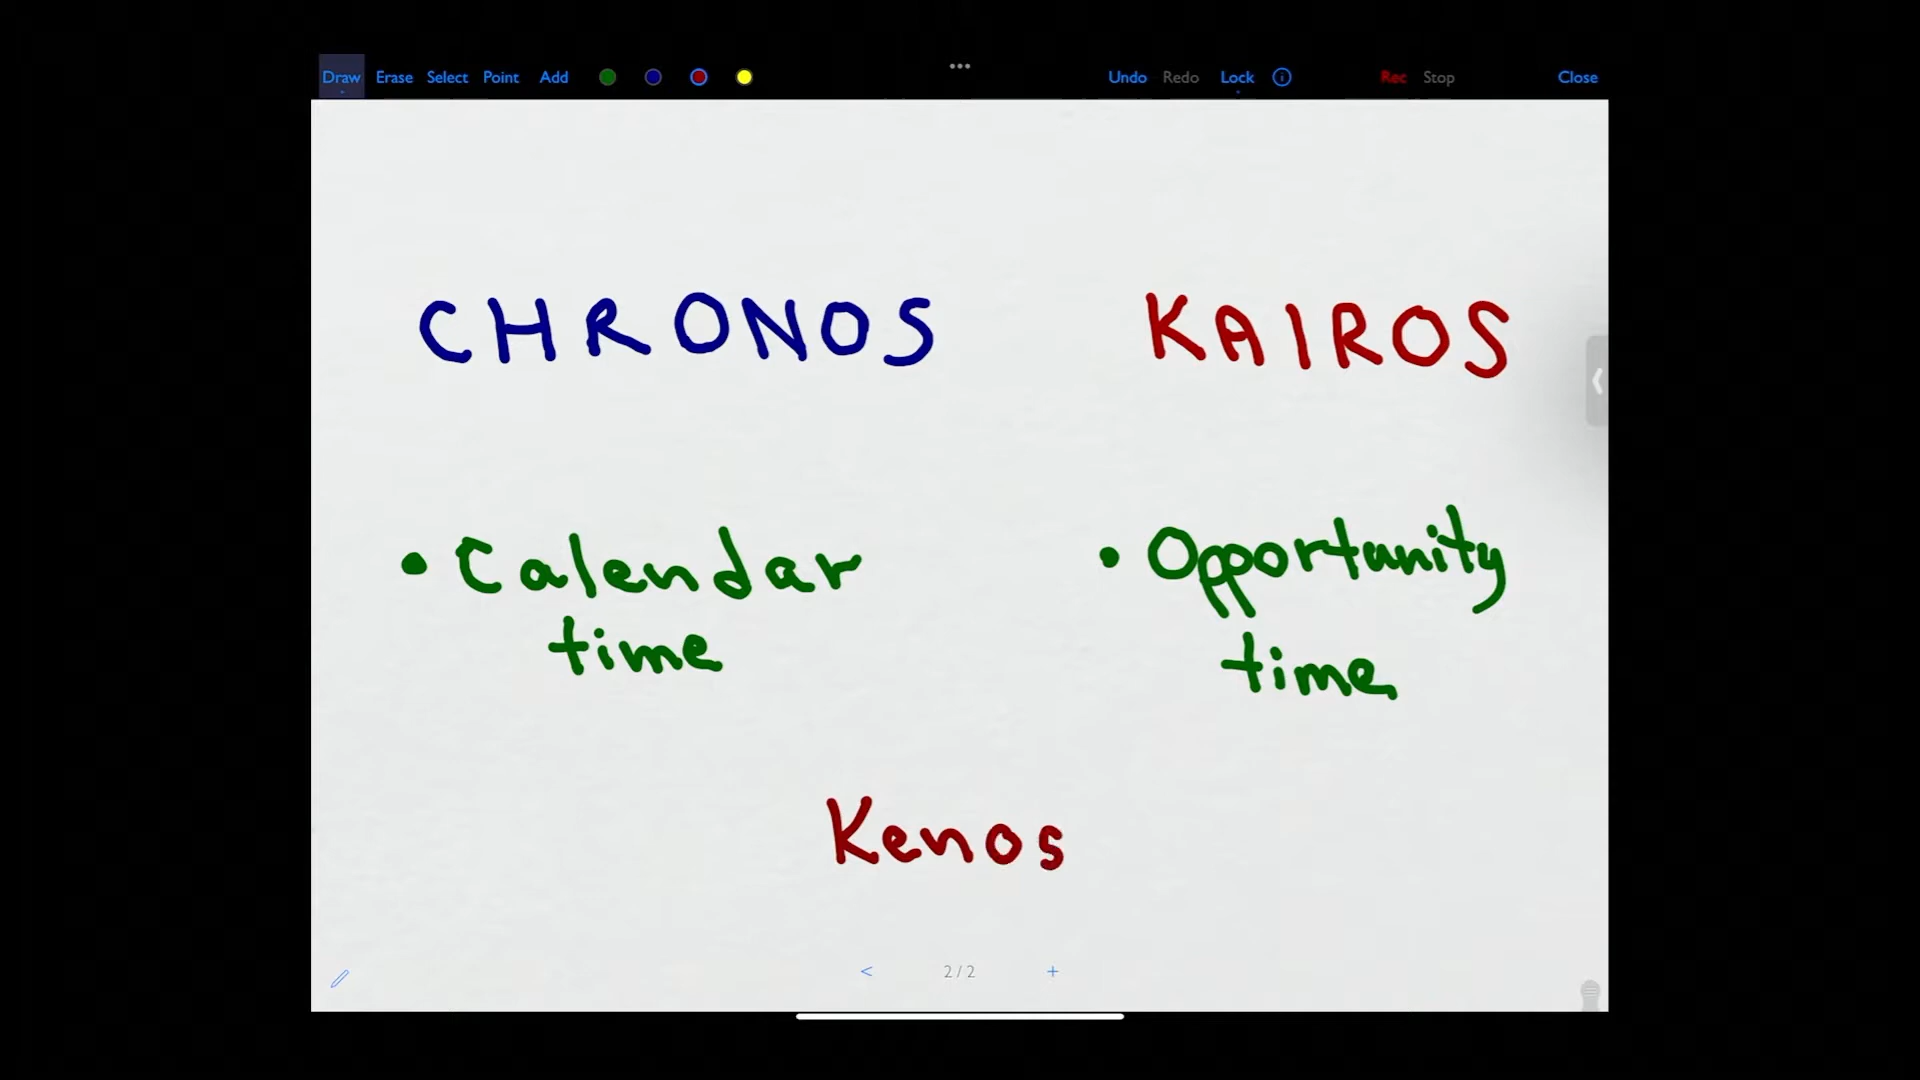 Draw Erase Select Point Add ••• Undo Redo Lock Rec Stop Close
CHRONOS KAIROS
• Calendar • Opportunity
time time
Kenos
< 2/2 +